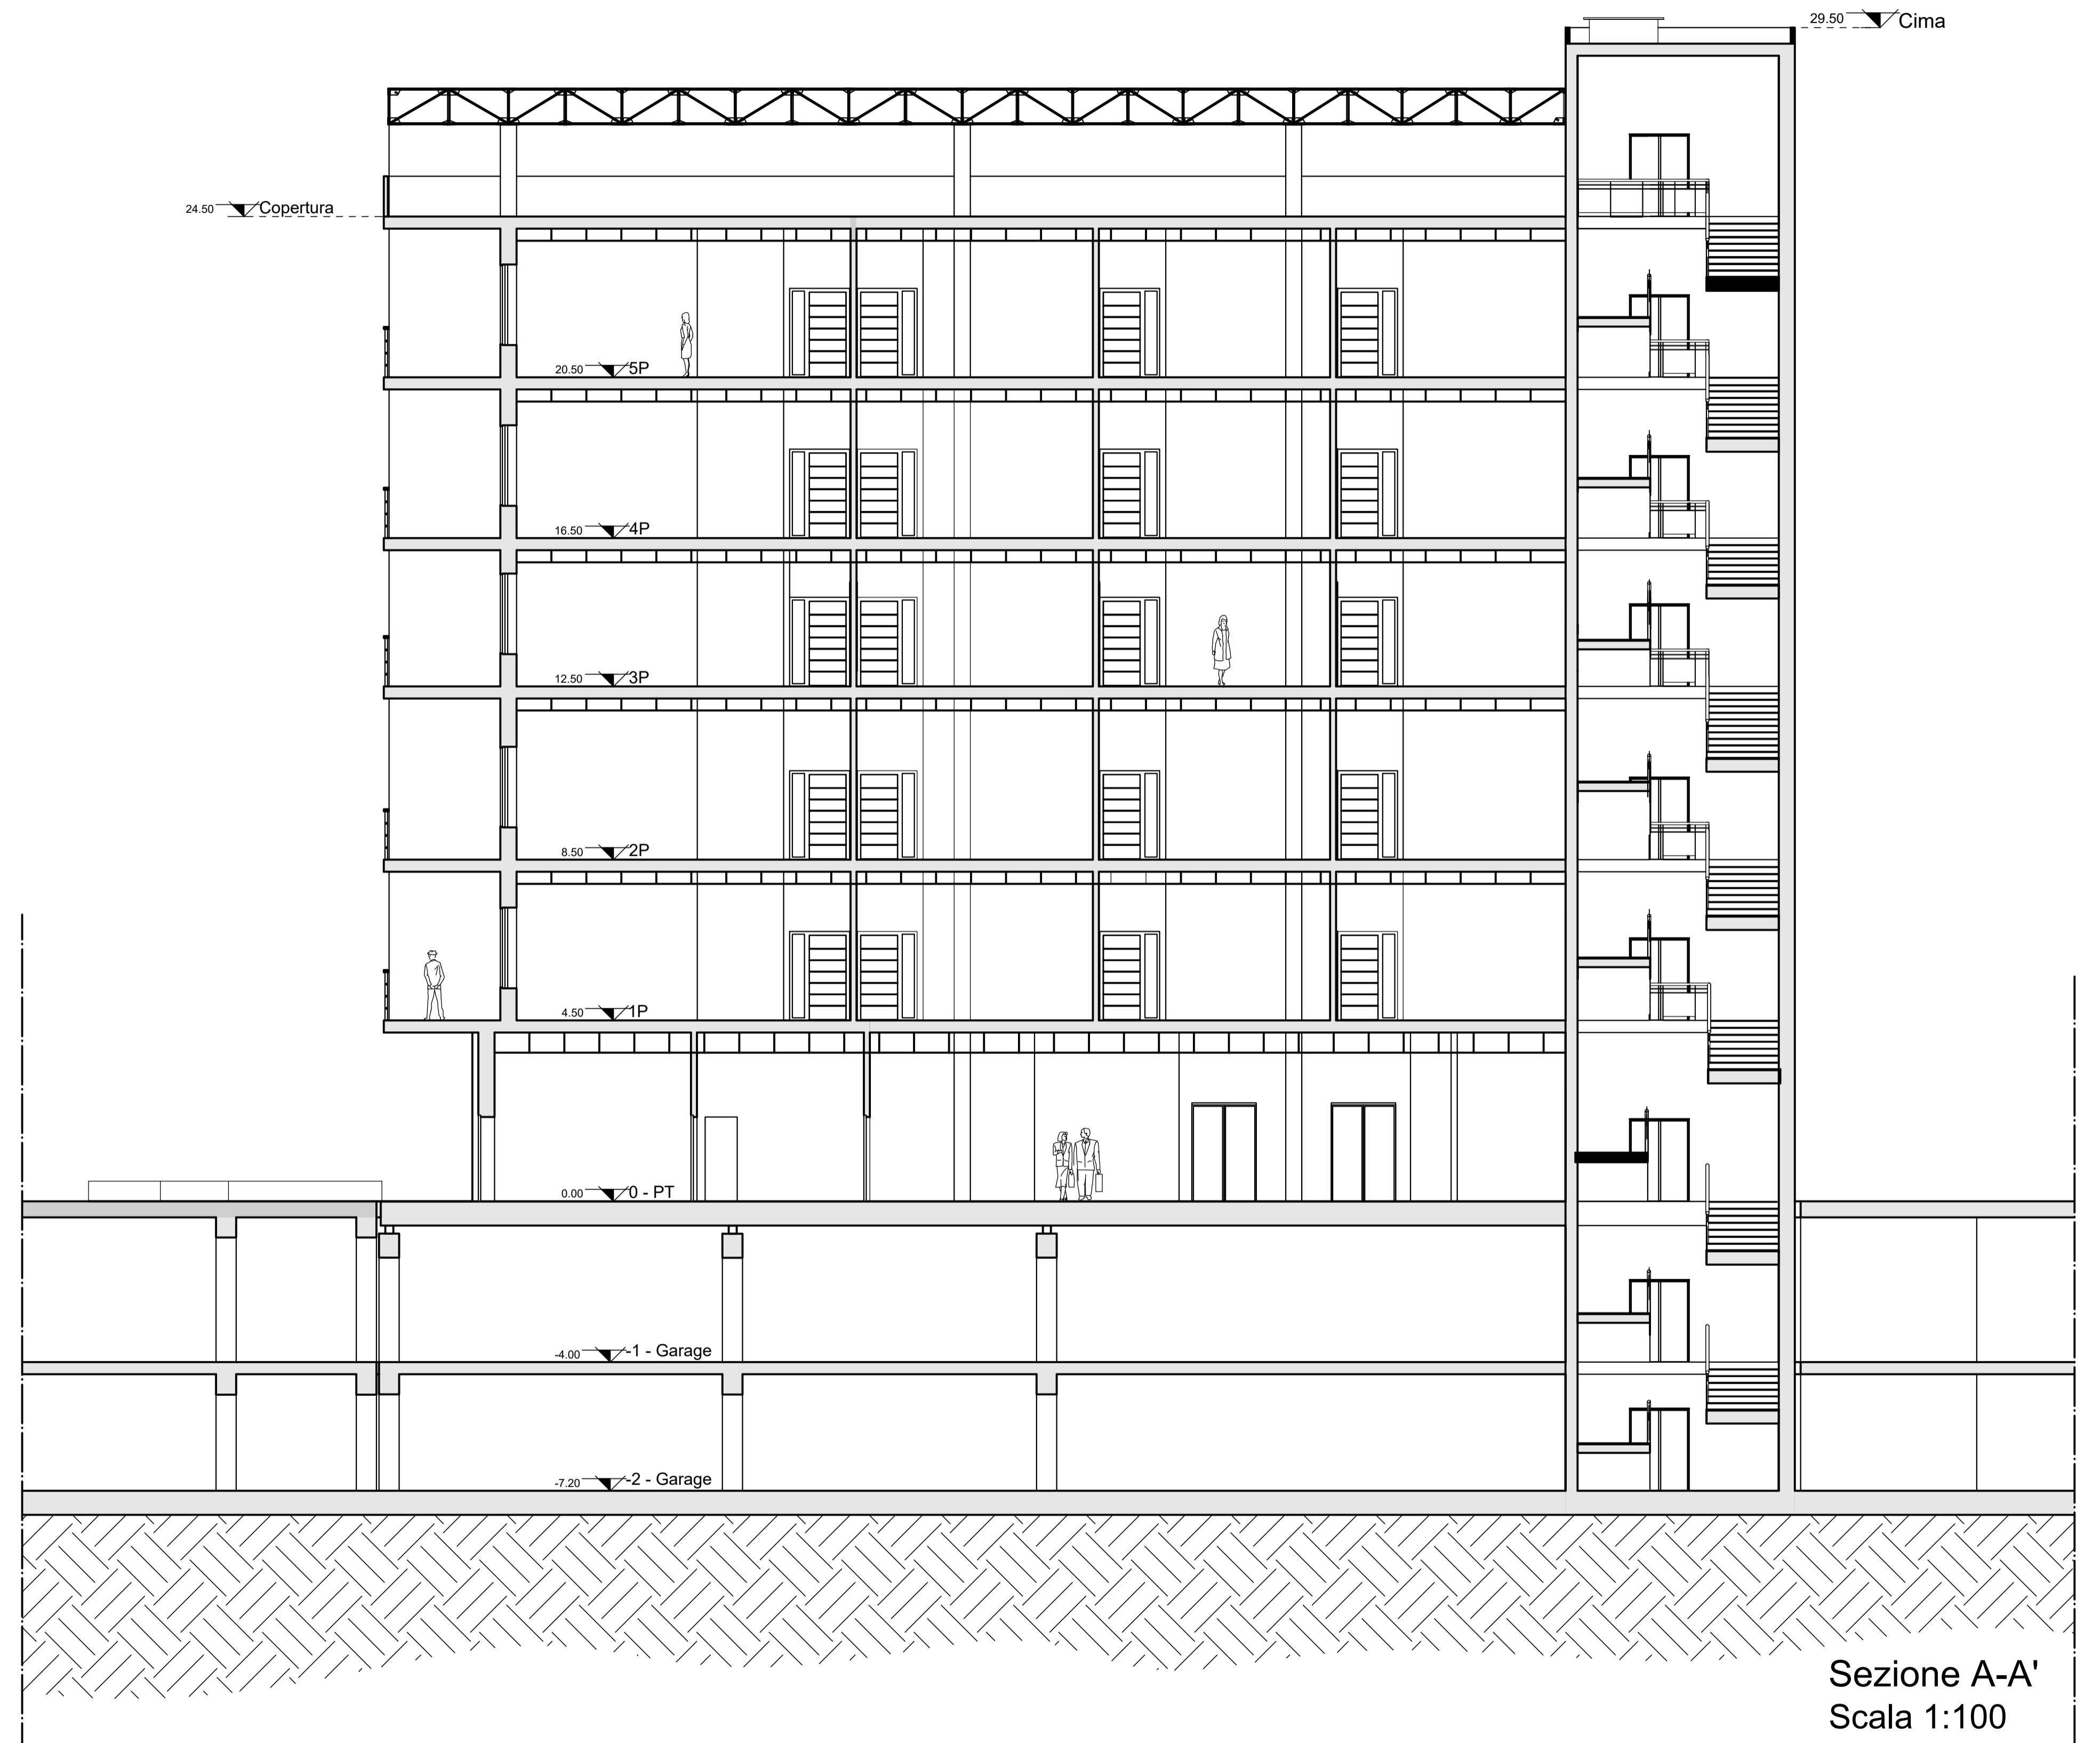 29.50 Cima
24.50 Copertura
20.50 5P
16.50 4P
12.50 3P
8.50 2P
4.50 1P
0.00 0 - PT
-4.00 -1 - Garage
-7.20 -2 - Garage
Sezione A-A'
Scala 1:100